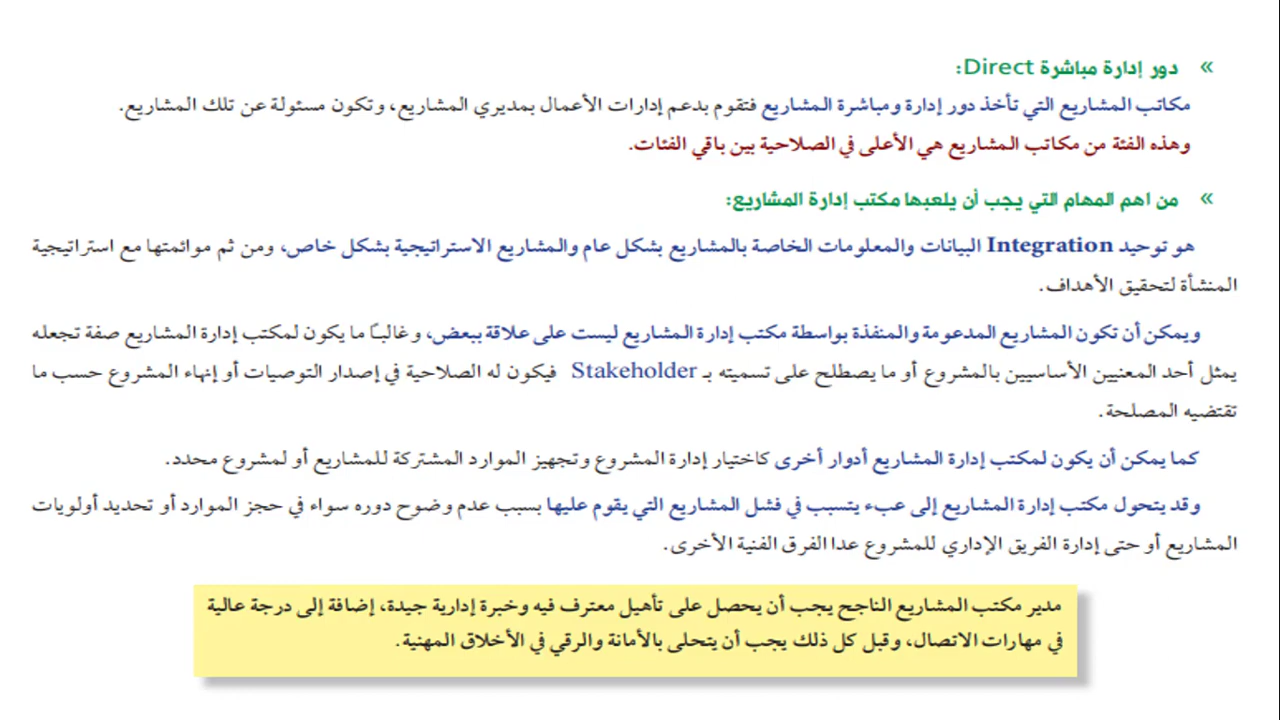 » دور إدارة مباشرة Direct:
مكاتب المشاريع التي تأخذ دور إدارة ومباشرة المشاريع فتقوم بدعم إدارات الأعمال بمديري المشاريع، وتكون مسئولة عن تلك المشاريع.
وهذه الفئة من مكاتب المشاريع هي الأعلى في الصلاحية بين باقي الفئات.
» من اهم المهام التي يجب أن يلعبها مكتب إدارة المشاريع:
هو توحيد Integration البيانات والمعلومات الخاصة بالمشاريع بشكل عام والمشاريع الاستراتيجية بشكل خاص، ومن ثم موائمتها مع استراتيجية
المنشأة لتحقيق الأهداف.
ويمكن أن تكون المشاريع المدعومة والمنفذة بواسطة مكتب إدارة المشاريع ليست على علاقة ببعض، وغالبـًا ما يكون لمكتب إدارة المشاريع صفة تجعله
يمثل أحد المعنيين الأساسيين بالمشروع أو ما يصطلح على تسميته بـ Stakeholder فيكون له الصلاحية في إصدار التوصيات أو إنهاء المشروع حسب ما
تقتضيه المصلحة.
كما يمكن أن يكون لمكتب إدارة المشاريع أدوار أخرى كاختيار إدارة المشروع وتجهيز الموارد المشتركة للمشاريع أو لمشروع محدد.
وقد يتحول مكتب إدارة المشاريع إلى عبء يتسبب في فشل المشاريع التي يقوم عليها بسبب عدم وضوح دوره سواء في حجز الموارد أو تحديد أولويات
المشاريع أو حتى إدارة الفريق الإداري للمشروع عدا الفرق الفنية الأخرى.
مدير مكتب المشاريع الناجح يجب أن يحصل على تأهيل معترف فيه وخبرة إدارية جيدة، إضافة إلى درجة عالية
في مهارات الاتصال، وقبل كل ذلك يجب أن يتحلى بالأمانة والرقي في الأخلاق المهنية.